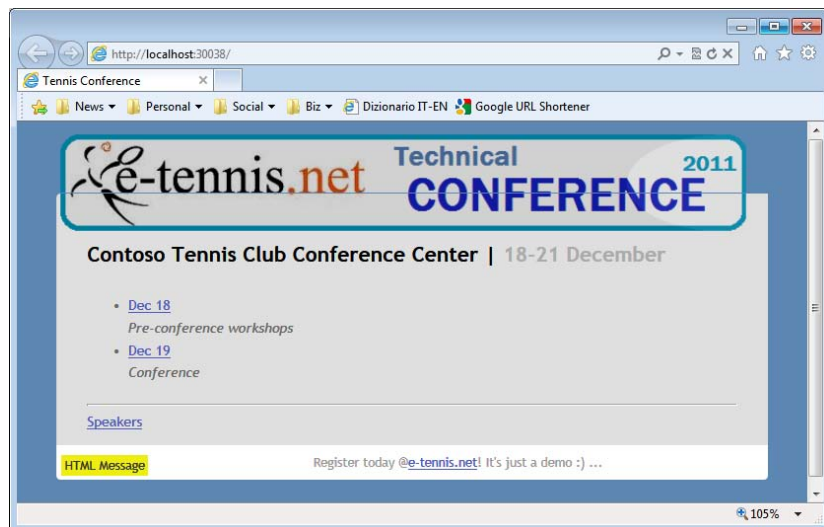 http://localhost:30038/
Tennis Conference
News Personal Social Biz Dizionario IT-EN Google URL Shortener
e-tennis.net Technical CONFERENCE 2011
Contoso Tennis Club Conference Center | 18-21 December
Dec 18
Pre-conference workshops
Dec 19
Conference
Speakers
HTML Message Register today @e-tennis.net! It's just a demo :) ...
105%